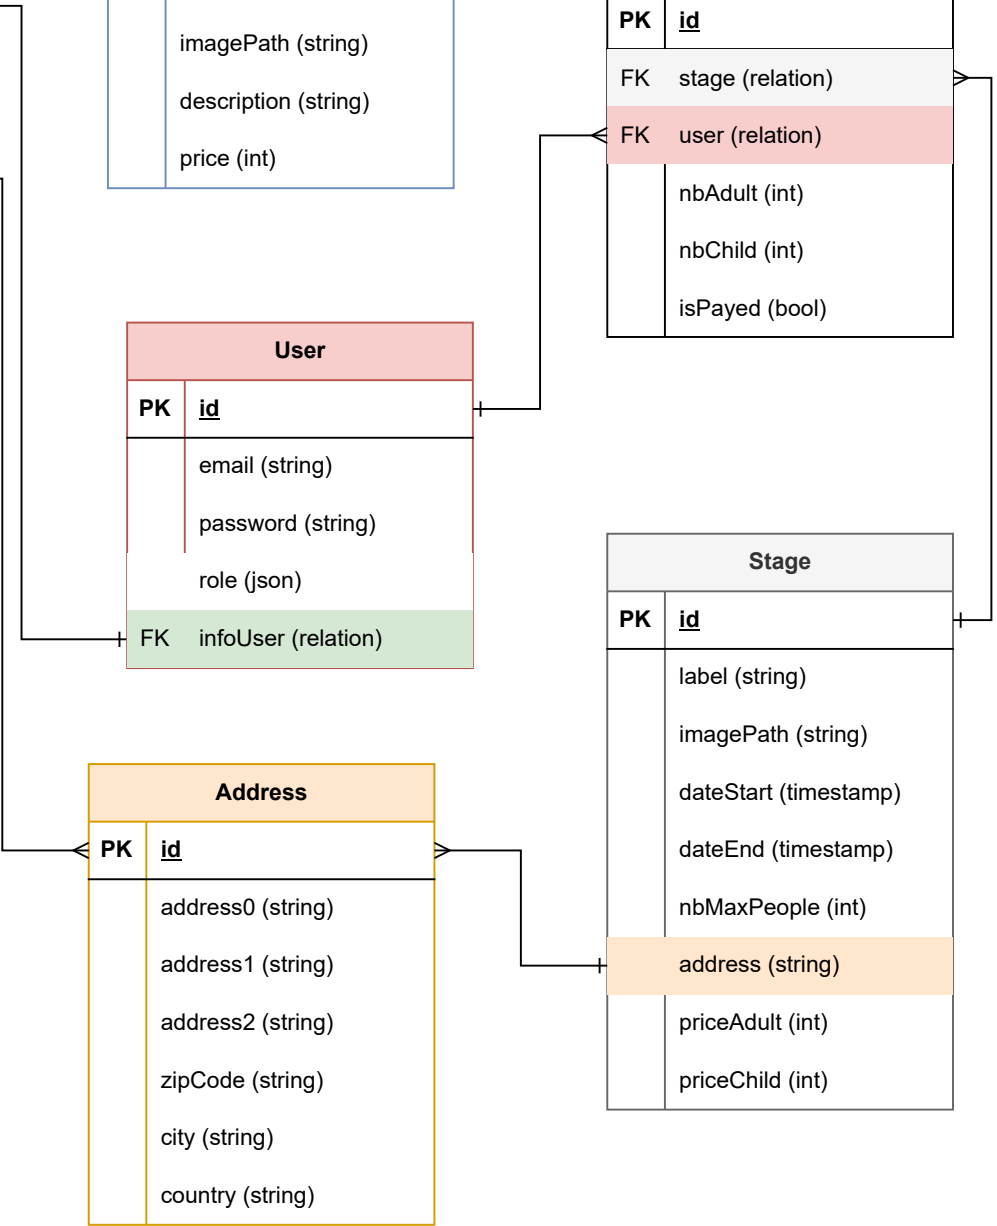 imagePath (string)
description (string)
price (int)
PK id
FK stage (relation)
FK user (relation)
nbAdult (int)
nbChild (int)
isPayed (bool)
User
PK id
email (string)
password (string)
role (json)
FK infoUser (relation)
Stage
PK id
label (string)
imagePath (string)
dateStart (timestamp)
dateEnd (timestamp)
nbMaxPeople (int)
address (string)
priceAdult (int)
priceChild (int)
Address
PK id
address0 (string)
address1 (string)
address2 (string)
zipCode (string)
city (string)
country (string)